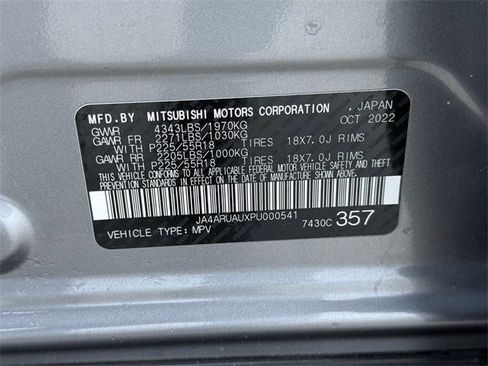 MFD.BY MITSUBISHI MOTORS CORPORATION , JAPAN
GVWR 4343LBS/1970KG OCT 2022
GAWR FR 2271LBS/1030KG
WITH P225/55R18 TIRES 18X7.0J RIMS
GAWR RR 2205LBS/1000KG
WITH P225/55R18 TIRES 18X7.0J RIMS
THIS VEHICLE CONFORMS TO ALL APPLICABLE
FEDERAL MOTOR VEHICLE SAFETY AND THEFT
PREVENTION STANDARDS IN EFFECT ON THE DATE
OF MANUFACTURE SHOWN ABOVE.
JA4ARUAUXPU000541
VEHICLE TYPE: MPV 7430C 357